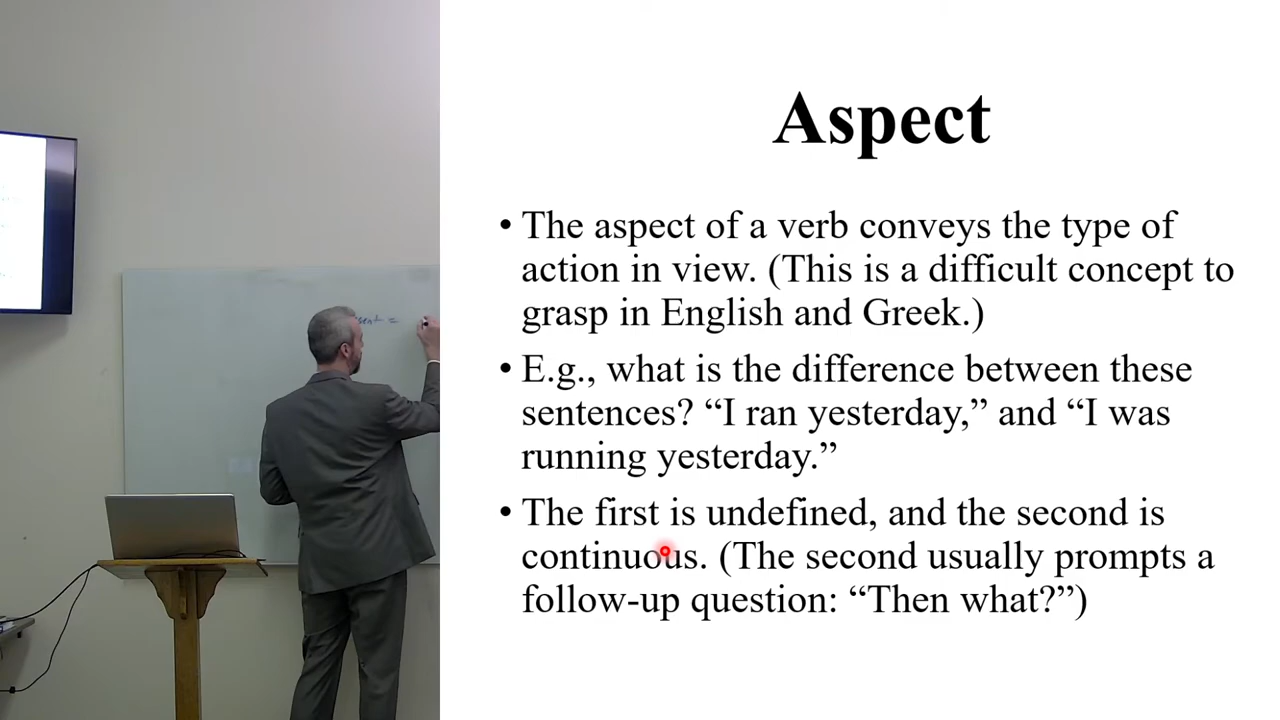 Aspect
• The aspect of a verb conveys the type of
action in view. (This is a difficult concept to
grasp in English and Greek.)
• E.g., what is the difference between these
sentences? “I ran yesterday,” and “I was
running yesterday.”
• The first is undefined, and the second is
continuous. (The second usually prompts a
follow-up question: “Then what?”)